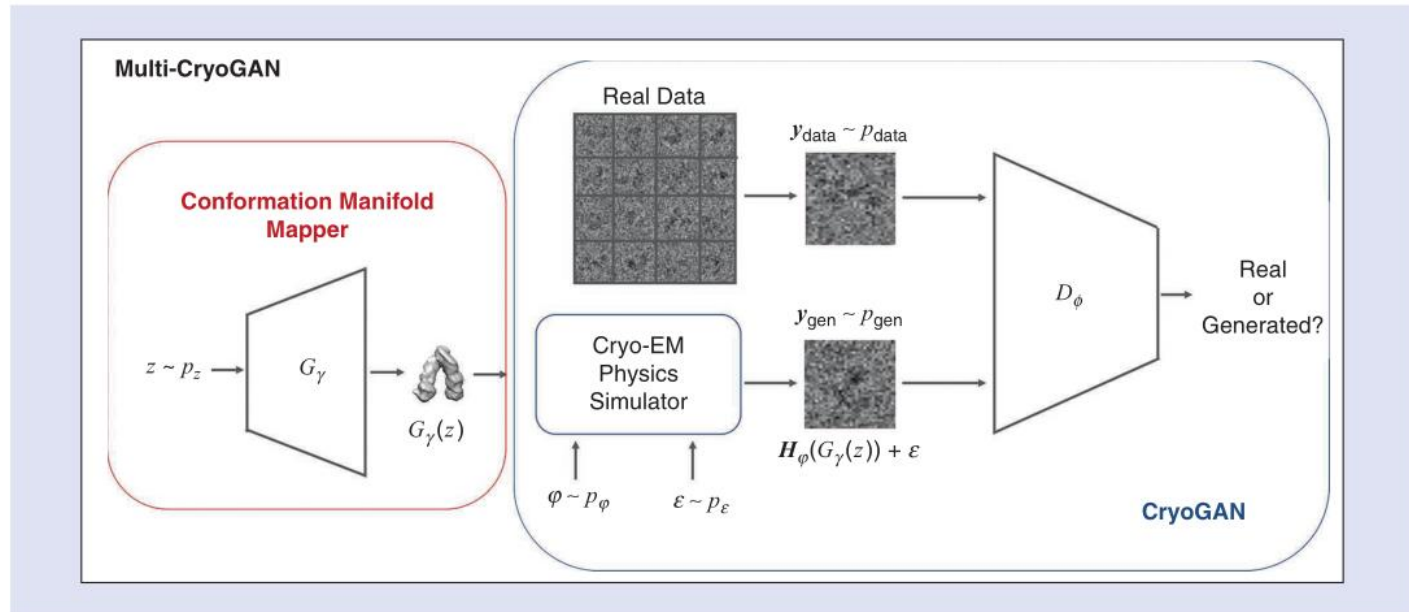 Multi-CryoGAN
Conformation Manifold
Mapper
z ~ p_z
G_γ
G_γ(z)
Real Data
y_data ~ p_data
Cryo-EM
Physics
Simulator
y_gen ~ p_gen
H_φ(G_γ(z)) + ε
φ ~ p_φ
ε ~ p_ε
D_ϕ
Real
or
Generated?
CryoGAN